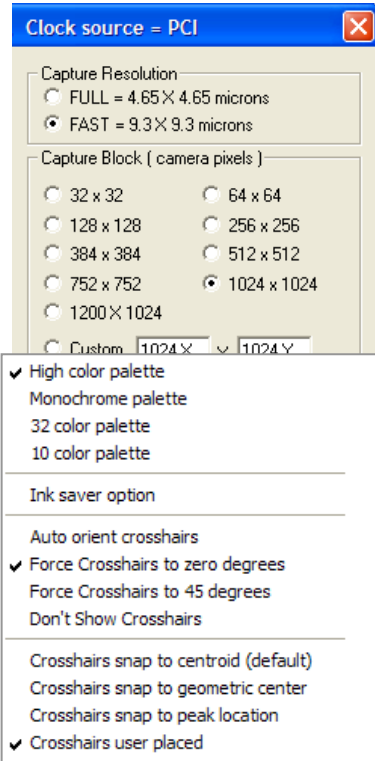 Clock source = PCI
Capture Resolution
FULL = 4.65 X 4.65 microns
FAST = 9.3 X 9.3 microns
Capture Block ( camera pixels )
32 x 32 64 x 64
128 x 128 256 x 256
384 x 384 512 x 512
752 x 752 1024 x 1024
1200 X 1024
Custom 1024 X x 1024 Y
High color palette
Monochrome palette
32 color palette
10 color palette
Ink saver option
Auto orient crosshairs
Force Crosshairs to zero degrees
Force Crosshairs to 45 degrees
Don't Show Crosshairs
Crosshairs snap to centroid (default)
Crosshairs snap to geometric center
Crosshairs snap to peak location
Crosshairs user placed